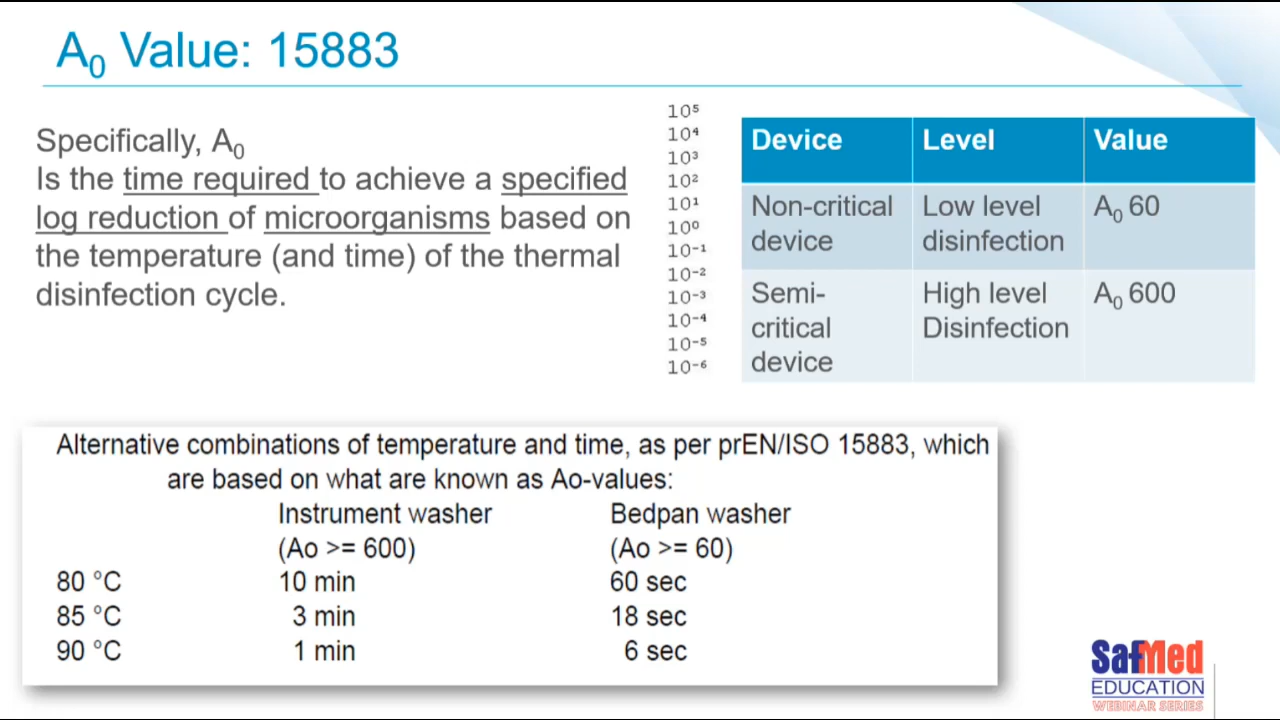 A₀ Value: 15883
Specifically, A₀
Is the time required to achieve a specified
log reduction of microorganisms based on
the temperature (and time) of the thermal
disinfection cycle.
10⁵
10⁴
10³
10²
10¹
10⁰
10⁻¹
10⁻²
10⁻³
10⁻⁴
10⁻⁵
10⁻⁶
Device Level Value
Non-critical Low level A₀ 60
device disinfection
Semi- High level A₀ 600
critical Disinfection
device
Alternative combinations of temperature and time, as per prEN/ISO 15883, which
are based on what are known as Ao-values:
Instrument washer Bedpan washer
(Ao >= 600) (Ao >= 60)
80 °C 10 min 60 sec
85 °C 3 min 18 sec
90 °C 1 min 6 sec
SafMed
EDUCATION
WEBINAR SERIES